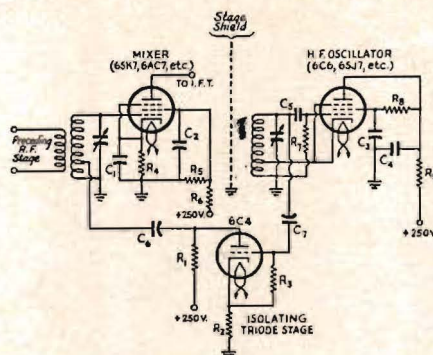 Stage
Shield
MIXER
(6SK7, 6AC7, etc.)
TO I.F.T.
H.F. OSCILLATOR
(6C6, 6SJ7, etc.)
Preceding
R.F.
Stage
C1
R4
C2
R5
R6
+250V.
C5
R7
R8
C3
C4
+250V.
C6
6C4
C7
R1
R3
+250V.
R2
ISOLATING
TRIODE STAGE